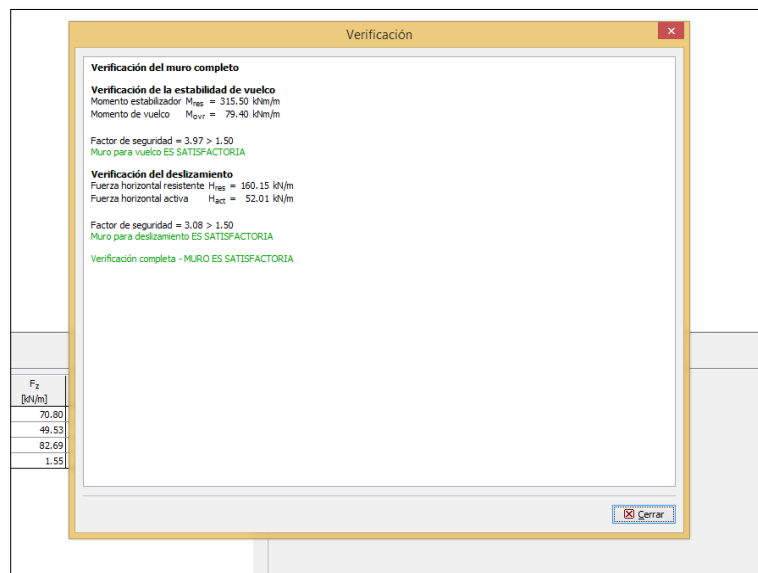 Verificación
Verificación del muro completo
Verificación de la estabilidad de vuelco
Momento estabilizador Mres = 315.50 kNm/m
Momento de vuelco Movr = 79.40 kNm/m
Factor de seguridad = 3.97 > 1.50
Muro para vuelco ES SATISFACTORIA
Verificación del deslizamiento
Fuerza horizontal resistente Hres = 160.15 kN/m
Fuerza horizontal activa Hact = 52.01 kN/m
Factor de seguridad = 3.08 > 1.50
Muro para deslizamiento ES SATISFACTORIA
Verificación completa - MURO ES SATISFACTORIA
Fz
[kN/m]
70.80
49.53
82.69
1.55
Cerrar